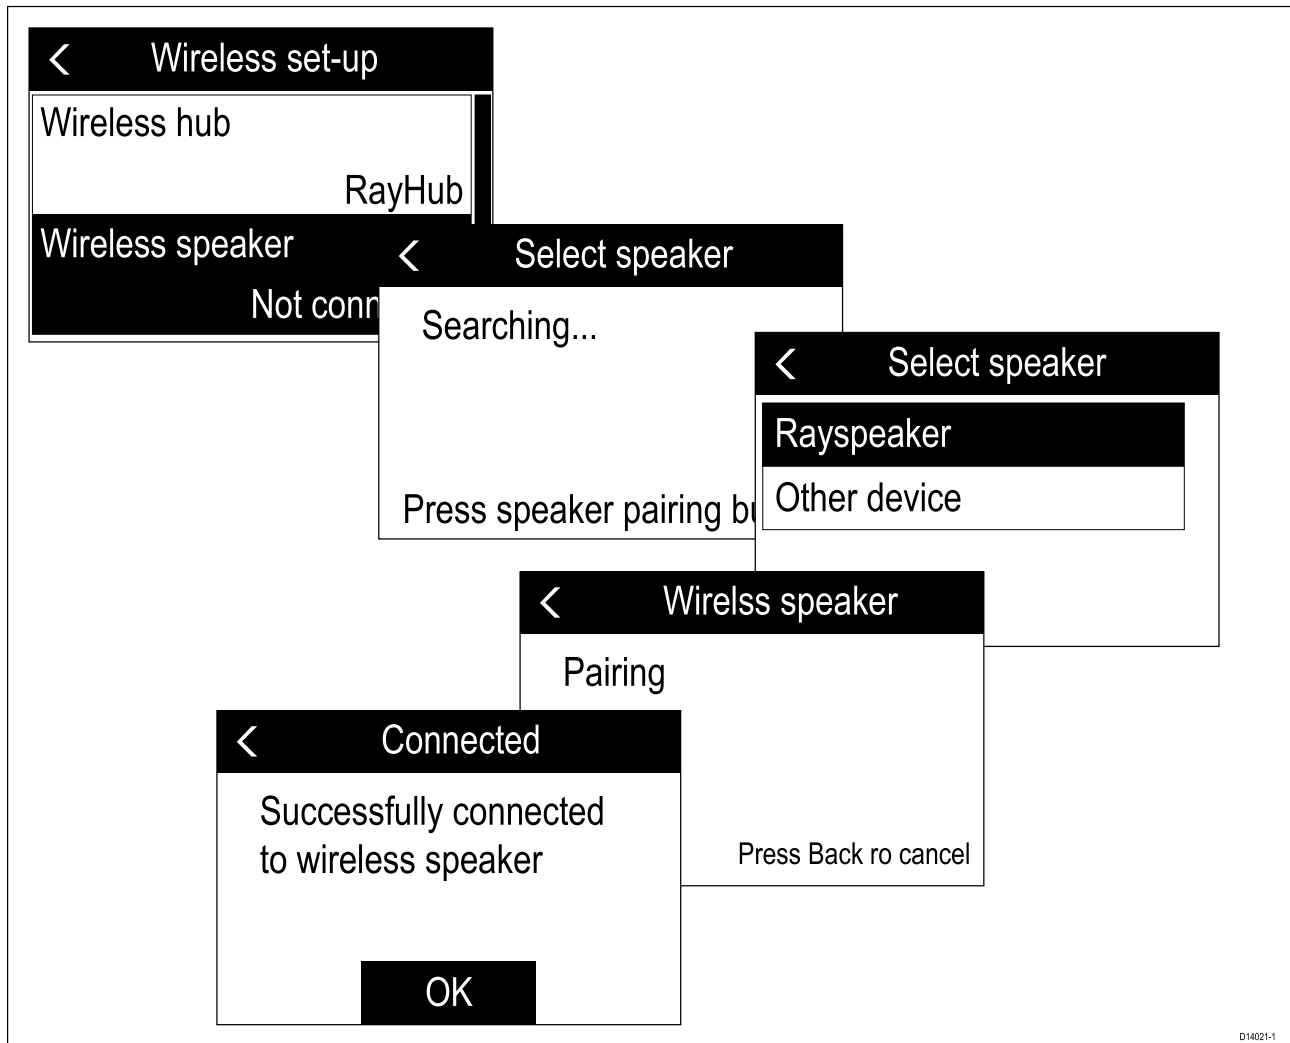 Wireless set-up
Wireless hub
RayHub
Wireless speaker
Not conn
Select speaker
Searching...
Press speaker pairing bu
Select speaker
Rayspeaker
Other device
Wirelss speaker
Pairing
Press Back ro cancel
Connected
Successfully connected
to wireless speaker
OK
D14021-1